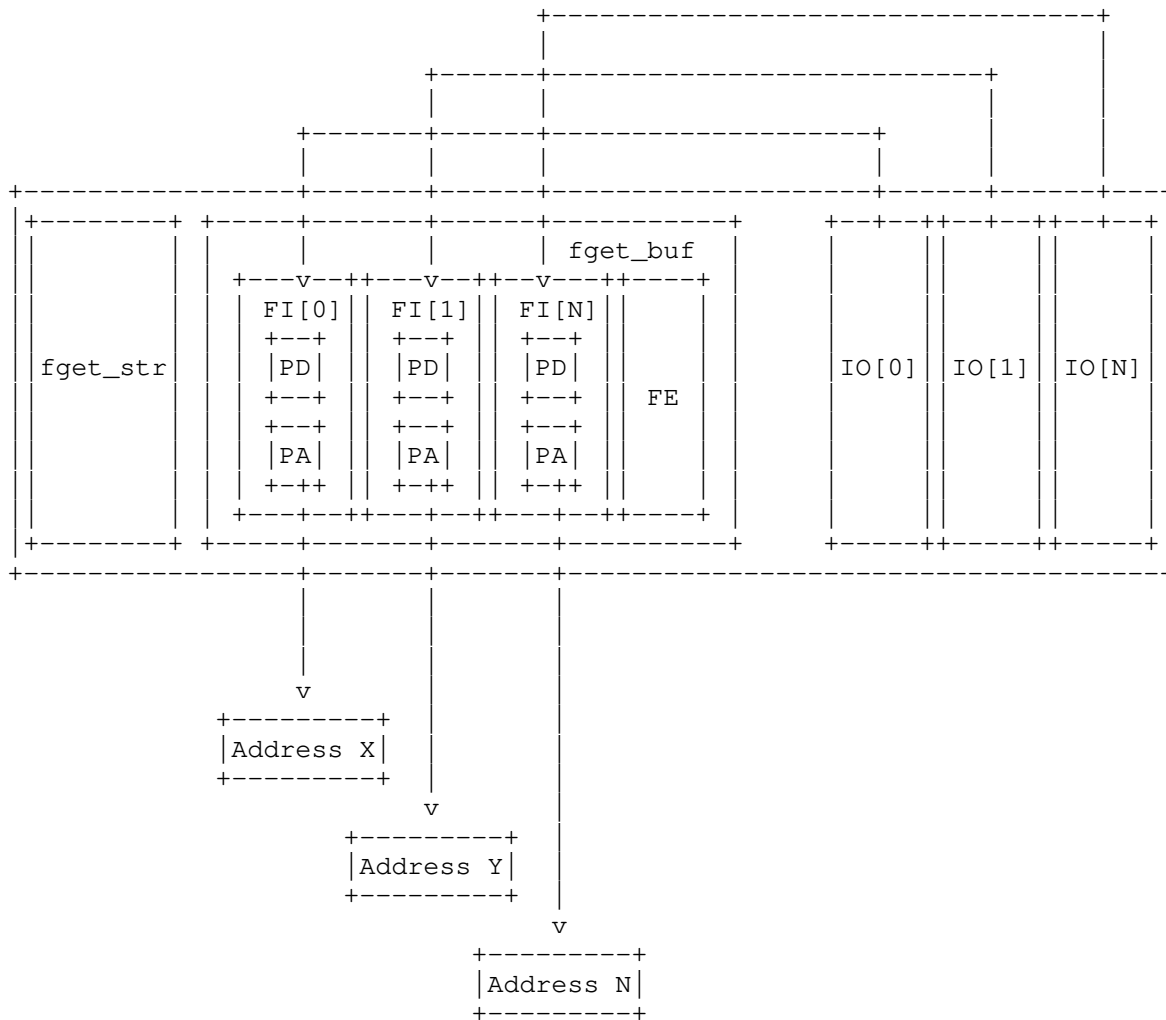 fget_buf
FI[0] FI[1] FI[N]
fget_str PD PD PD IO[0] IO[1] IO[N]
FE
PA PA PA
Address X
Address Y
Address N